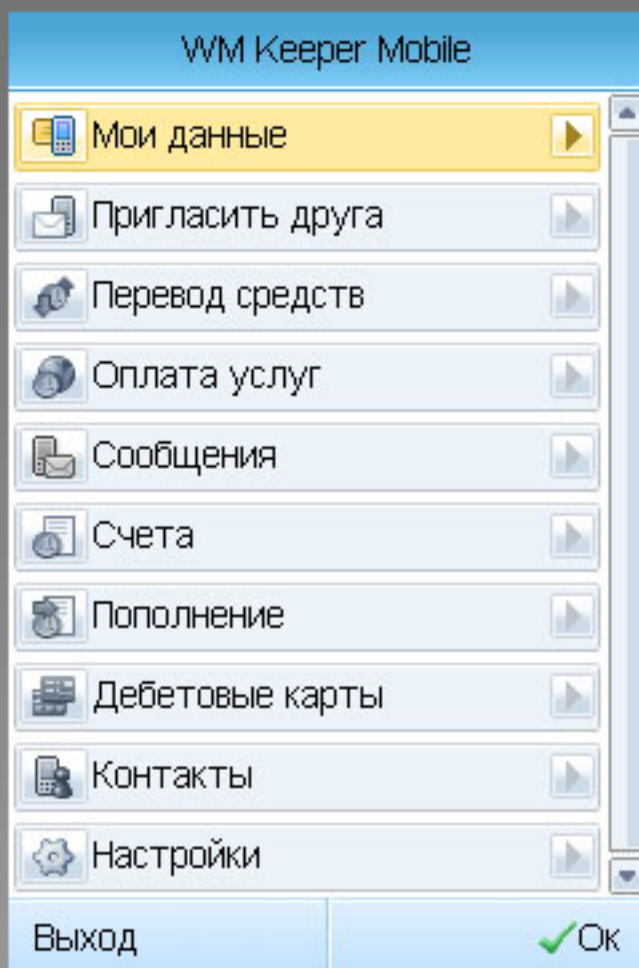 WM Keeper Mobile
Мои данные
Пригласить друга
Перевод средств
Оплата услуг
Сообщения
Счета
Пополнение
Дебетовые карты
Контакты
Настройки
Выход
Ок